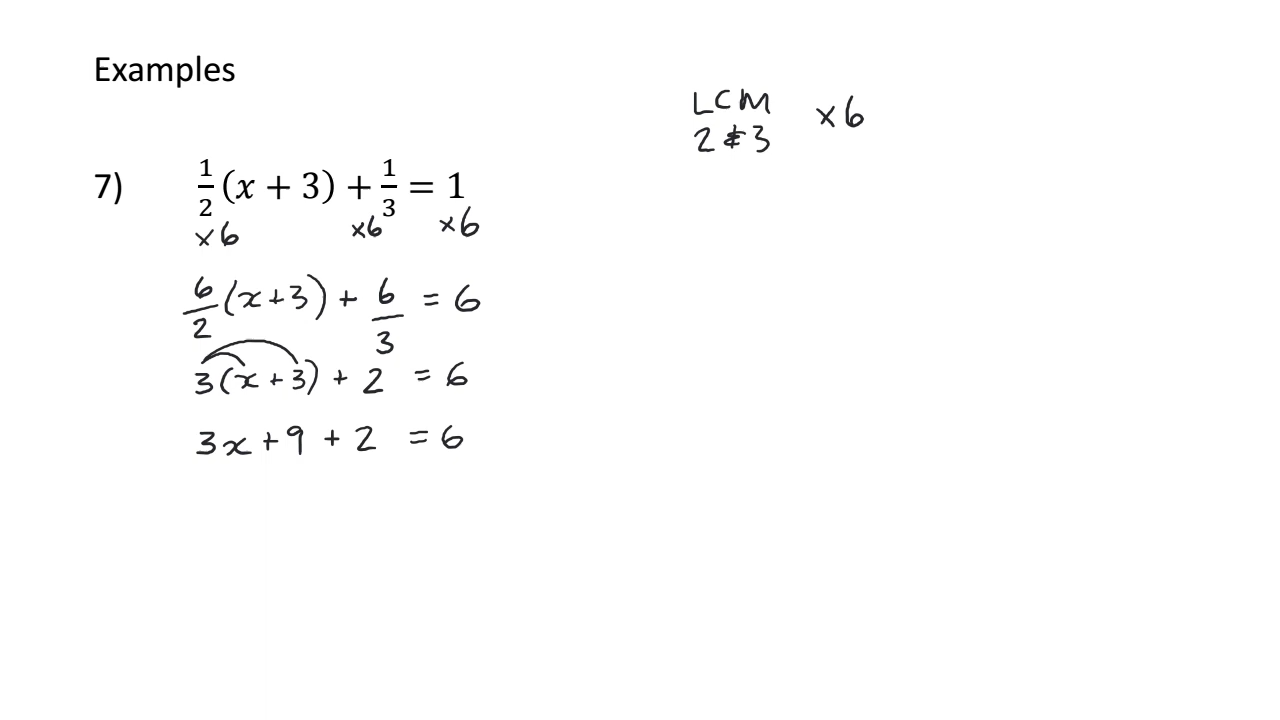 Examples
LCM
2 & 3 ×6
7) 1/2 (x + 3) + 1/3 = 1
×6 ×6 ×6
6/2 (x+3) + 6/3 = 6
3(x + 3) + 2 = 6
3x + 9 + 2 = 6